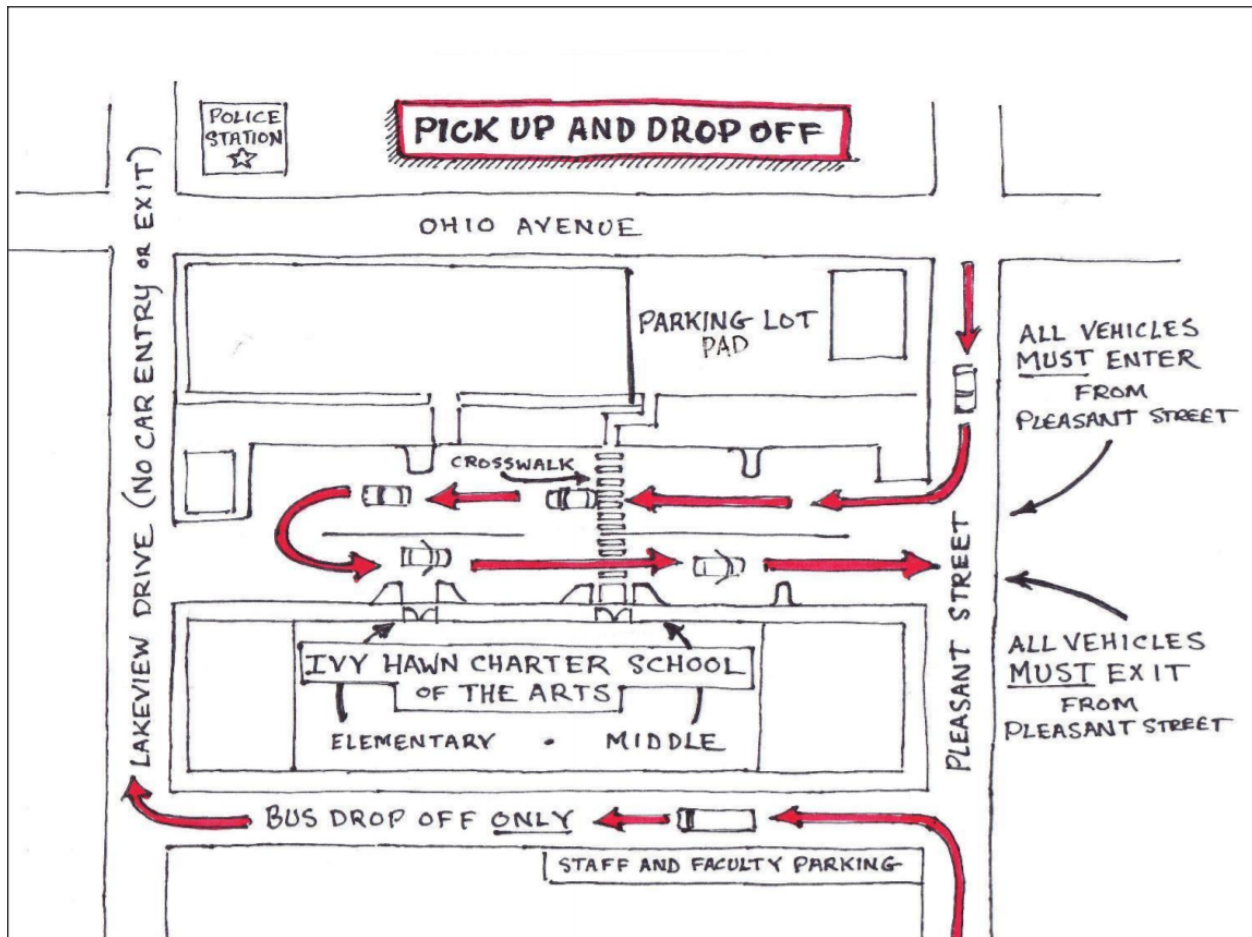 POLICE
STATION
PICK UP AND DROP OFF
OHIO AVENUE
LAKEVIEW DRIVE (NO CAR ENTRY OR EXIT)
PARKING LOT
PAD
ALL VEHICLES
MUST ENTER
FROM
PLEASANT STREET
CROSSWALK
PLEASANT STREET
ALL VEHICLES
MUST EXIT
FROM
PLEASANT STREET
IVY HAWN CHARTER SCHOOL
OF THE ARTS
ELEMENTARY • MIDDLE
BUS DROP OFF ONLY
STAFF AND FACULTY PARKING